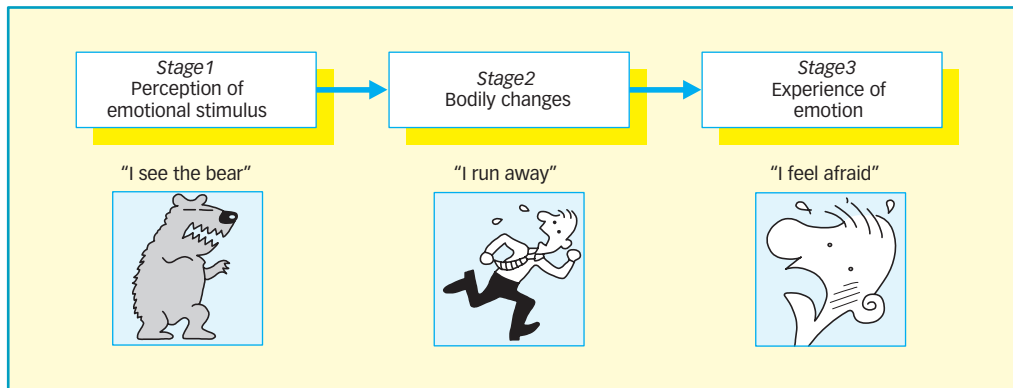 Stage1
Perception of
emotional stimulus
Stage2
Bodily changes
Stage3
Experience of
emotion
“I see the bear”
“I run away”
“I feel afraid”